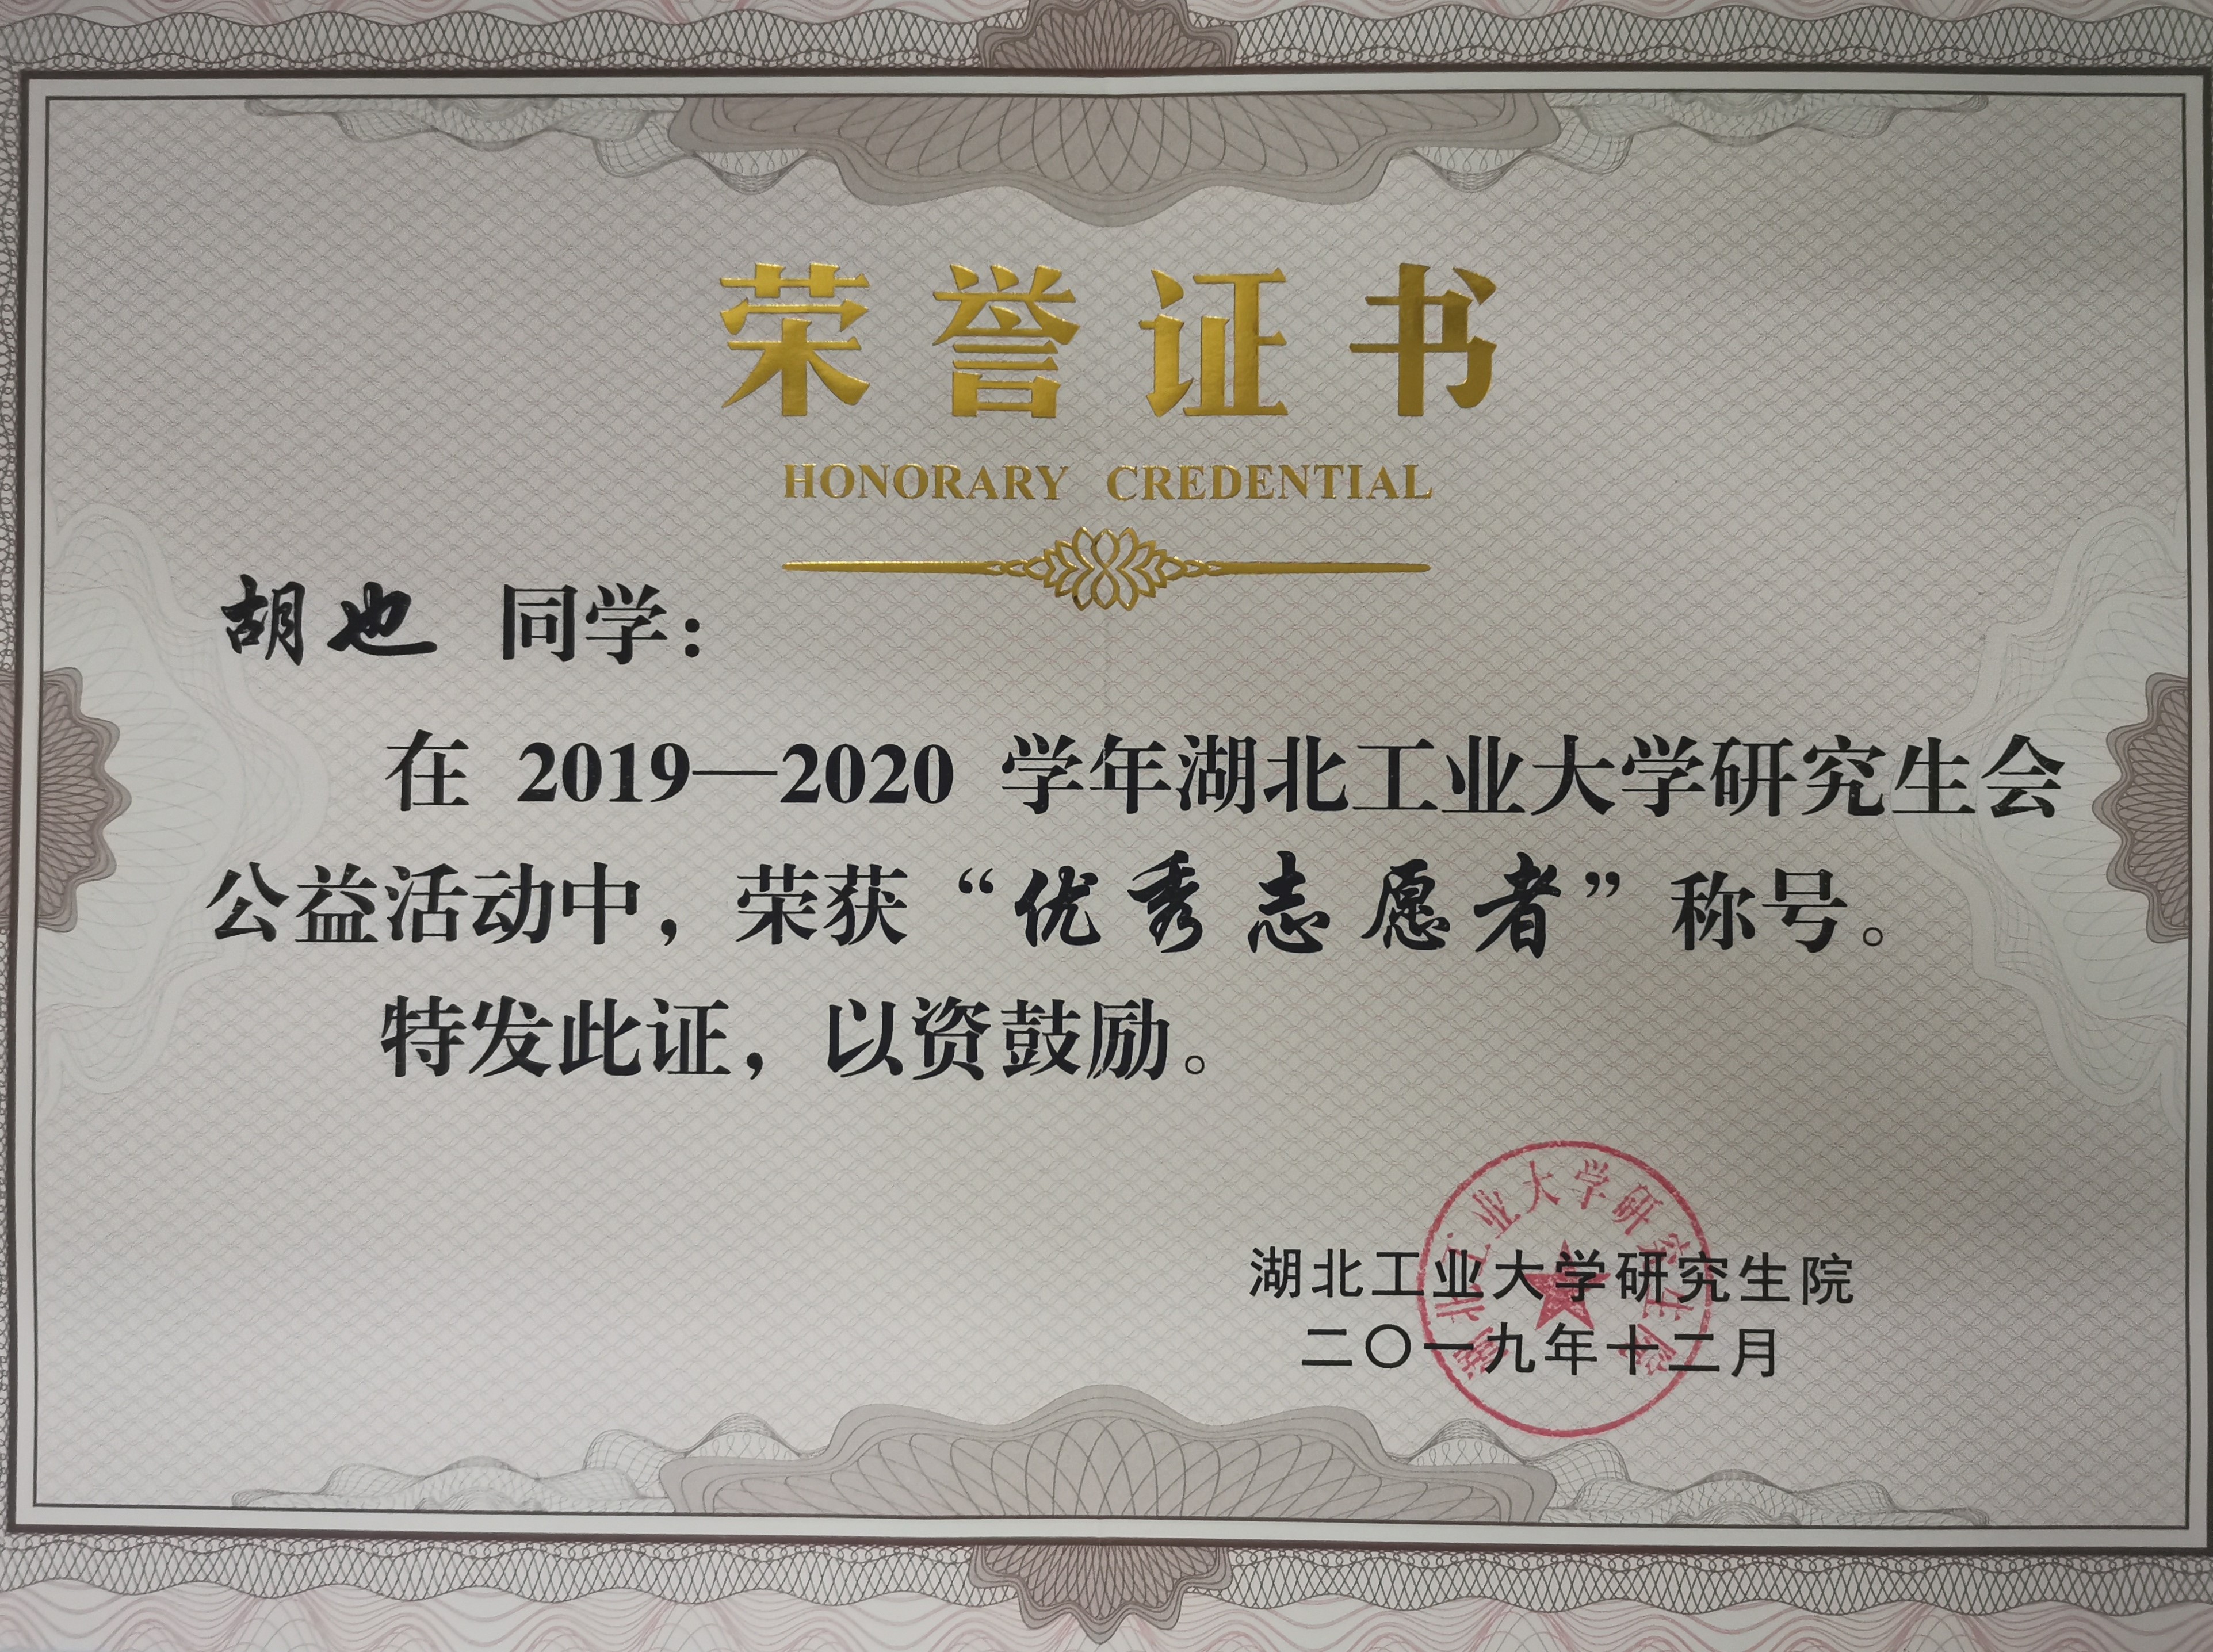 荣誉证书
HONORARY CREDENTIAL
胡也 同学：
在 2019—2020 学年湖北工业大学研究生会
公益活动中，荣获“优秀志愿者”称号。
特发此证，以资鼓励。
湖北工业大学研究生院
湖北工业大学研究生院
二〇一九年十二月